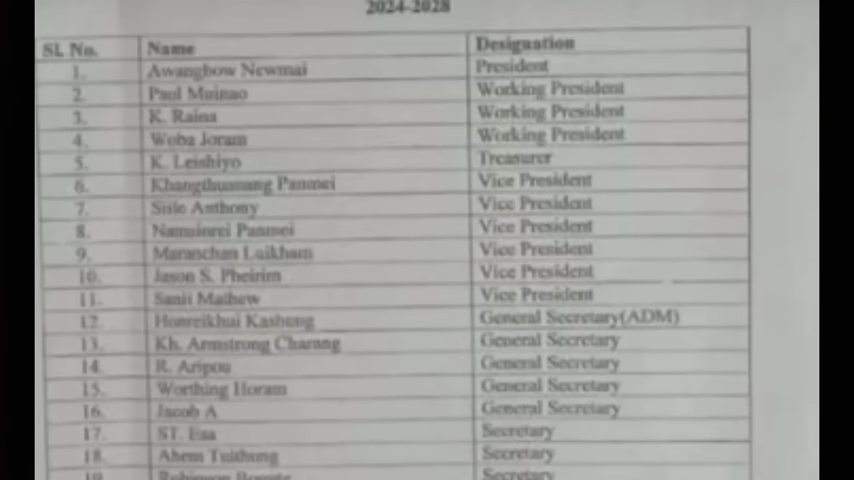 2024-2028
Sl. No. Name Designation
1. Awangbow Newmai President
2. Paul Muinao Working President
3. K. Raina Working President
4. Woba Joram Working President
5. K. Leishiyo Treasurer
6. Khangthuanang Panmei Vice President
7. Sisle Anthony Vice President
8. Namsinrei Panmei Vice President
9. Maranchan Luikham Vice President
10. Jason S. Pheirim Vice President
11. Mathew Vice President
12. Honreikhui Kashung General Secretary(ADM)
13. Kh. Armstrong Charang General Secretary
14. R. Aripou General Secretary
15. Worthing Horam General Secretary
16. Jacob A General Secretary
17. ST. Esa Secretary
18. Ahem Tuithung Secretary
19. Secretary